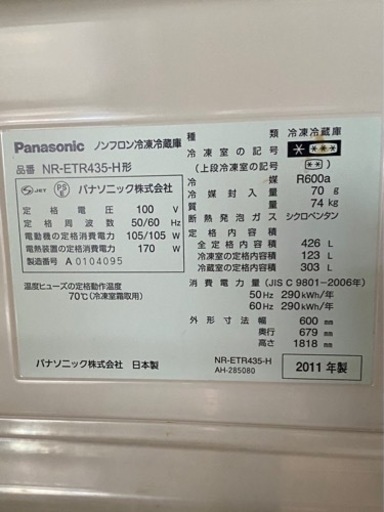 Panasonic ノンフロン冷凍冷蔵庫
品番 NR-ETR435-H形
JET PSE パナソニック株式会社
定格電圧 100 V
定格周波数 50/60 Hz
電動機の定格消費電力 105/105 W
電熱装置の定格消費電力 170 W
製造番号 A 0104095
温度ヒューズの定格動作温度
70℃(冷凍室霜取用)
パナソニック株式会社 日本製
種類 冷凍冷蔵庫
冷凍室の記号 * ***
(上段冷凍室の記号) **
冷媒 R600a
冷媒封入量 70 g
質量 74 kg
断熱発泡ガス シクロペンタン
全定格内容積 426 L
冷凍室の定格内容積 123 L
冷蔵室の定格内容積 303 L
消費電力量 (JIS C 9801-2006年)
50Hz 290 kWh/年
60Hz 290 kWh/年
外形寸法 幅 600 mm
奥行 679 mm
高さ 1818 mm
NR-ETR435-H
AH-285080
2011 年製